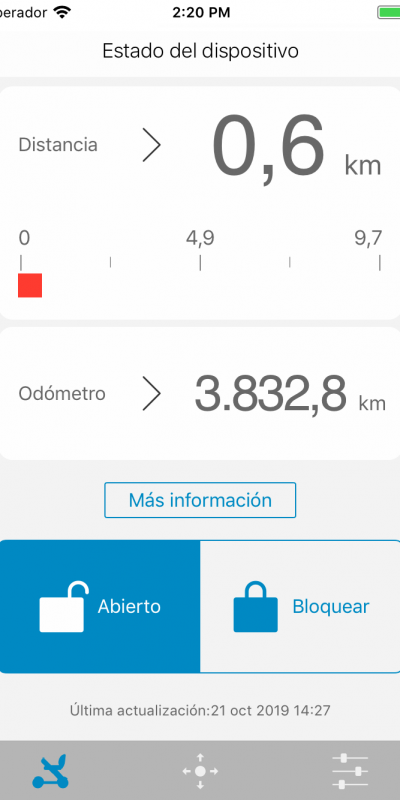 perador 2:20 PM
Estado del dispositivo
Distancia 0,6 km
0 4,9 9,7
Odómetro 3.832,8 km
Más información
Abierto Bloquear
Última actualización:21 oct 2019 14:27